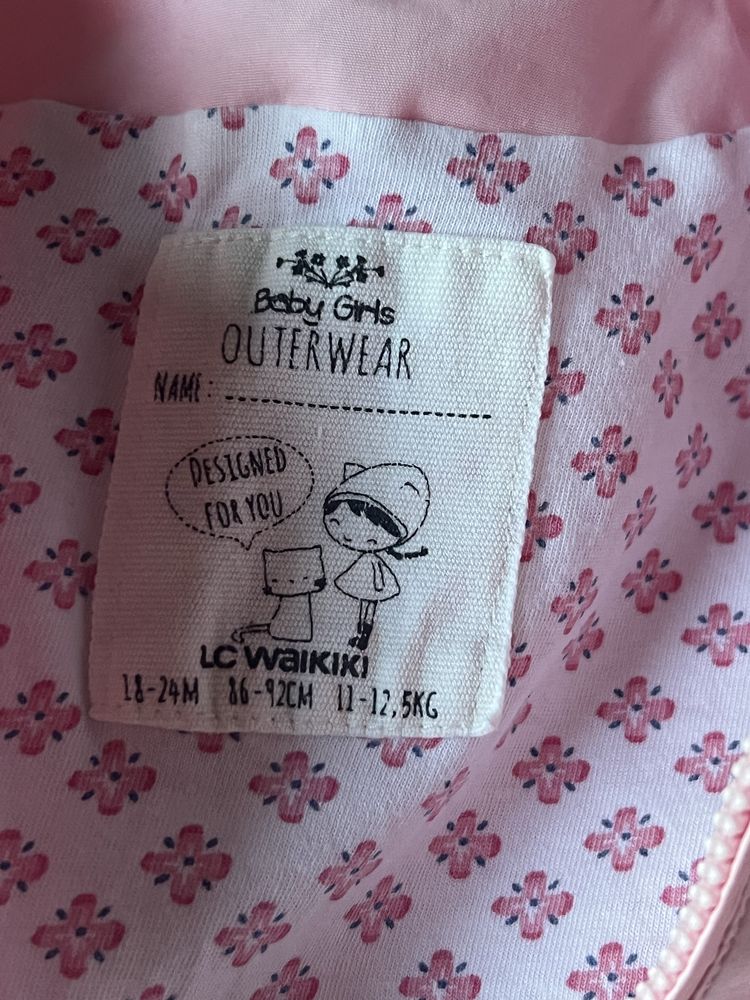 Baby Girls
OUTERWEAR
NAME:
DESIGNED
FOR YOU
LC WAIKIKI
18-24M 86-92CM 11-12,5KG